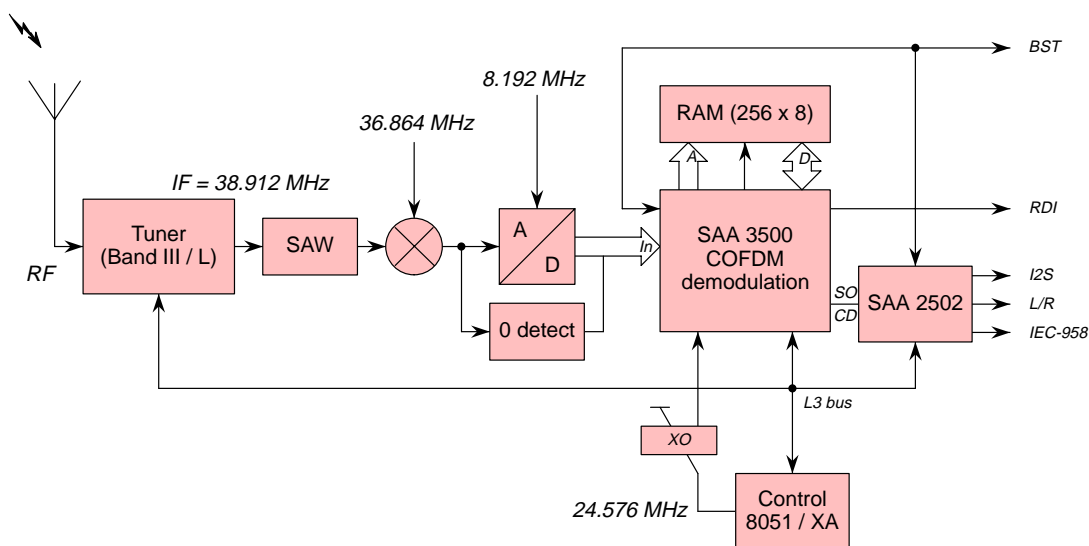 BST
8.192 MHz
RAM (256 x 8)
36.864 MHz
A
D
IF = 38.912 MHz
RDI
Tuner
(Band III / L)
SAW
A
D
In
SAA 3500
COFDM
demodulation
RF
SO
CD
SAA 2502
I2S
L/R
IEC-958
0 detect
L3 bus
XO
24.576 MHz
Control
8051 / XA